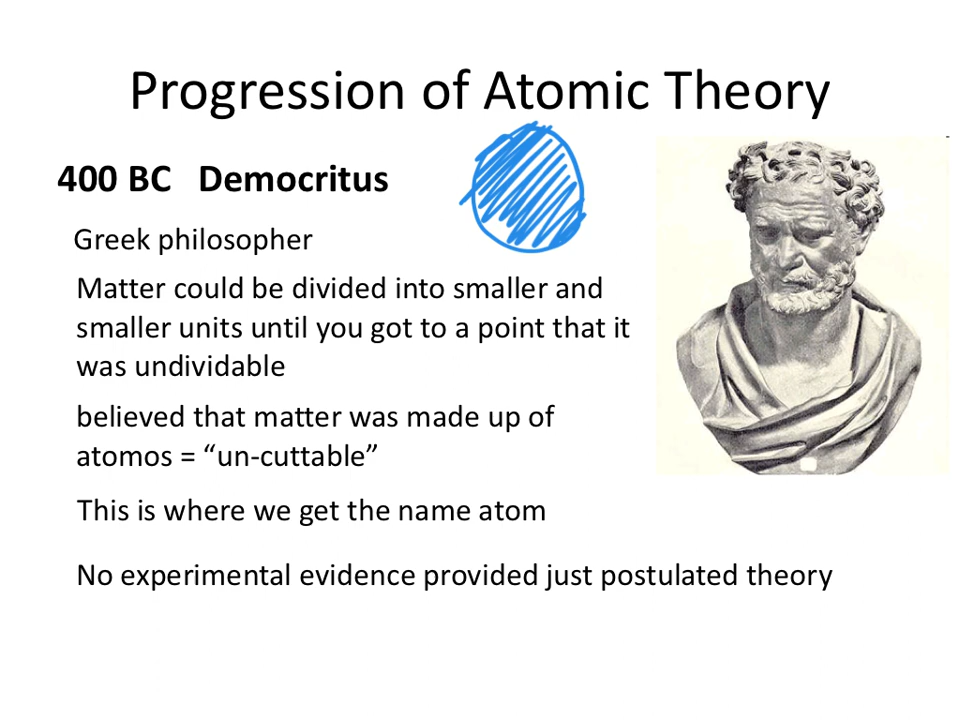 Progression of Atomic Theory
400 BC   Democritus
Greek philosopher
Matter could be divided into smaller and
smaller units until you got to a point that it
was undividable
believed that matter was made up of
atomos = “un-cuttable”
This is where we get the name atom
No experimental evidence provided just postulated theory